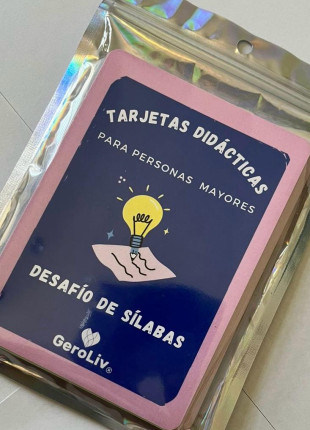 TARJETAS DIDÁCTICAS
PARA PERSONAS MAYORES
DESAFÍO DE SÍLABAS
GeroLiv®